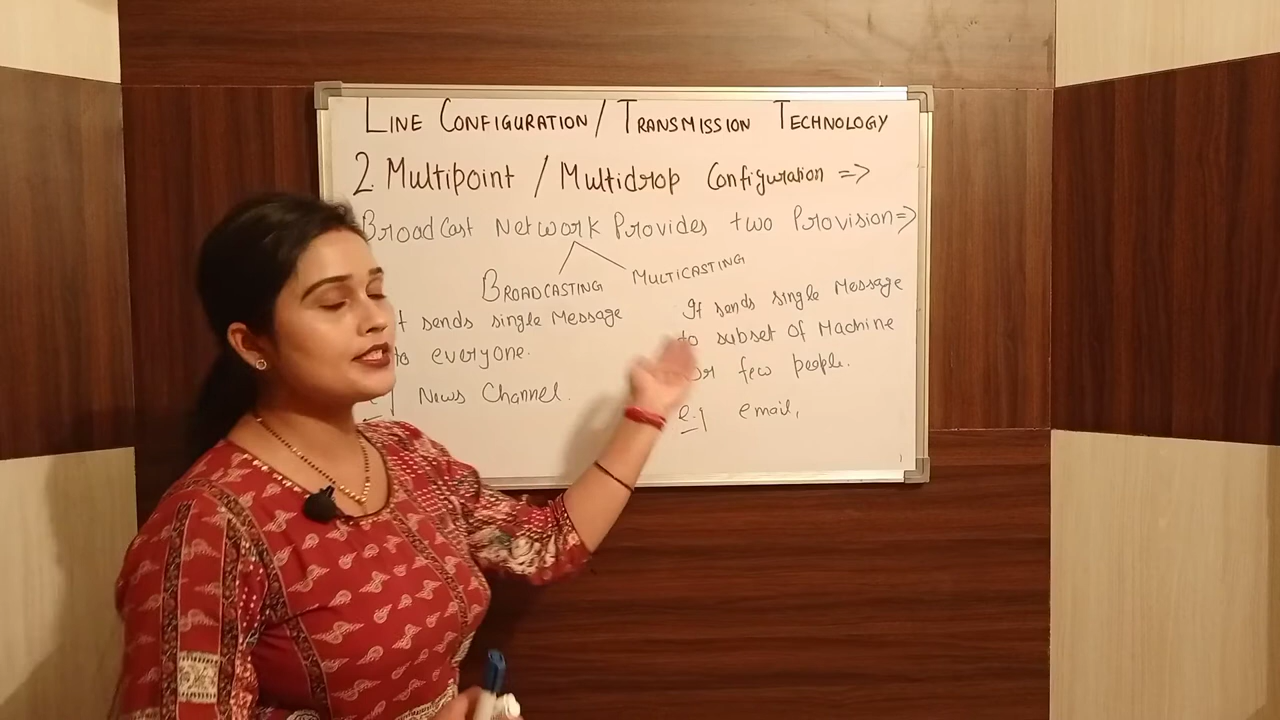 LINE CONFIGURATION / TRANSMISSION TECHNOLOGY
2. Multipoint / Multidrop Configuration =>
BroadCast Network Provides two Provision=>
BROADCASTING MULTICASTING
sends single Message
to everyone.
News Channel.
It sends single Message
to subset of Machine
or few people.
e.g email,